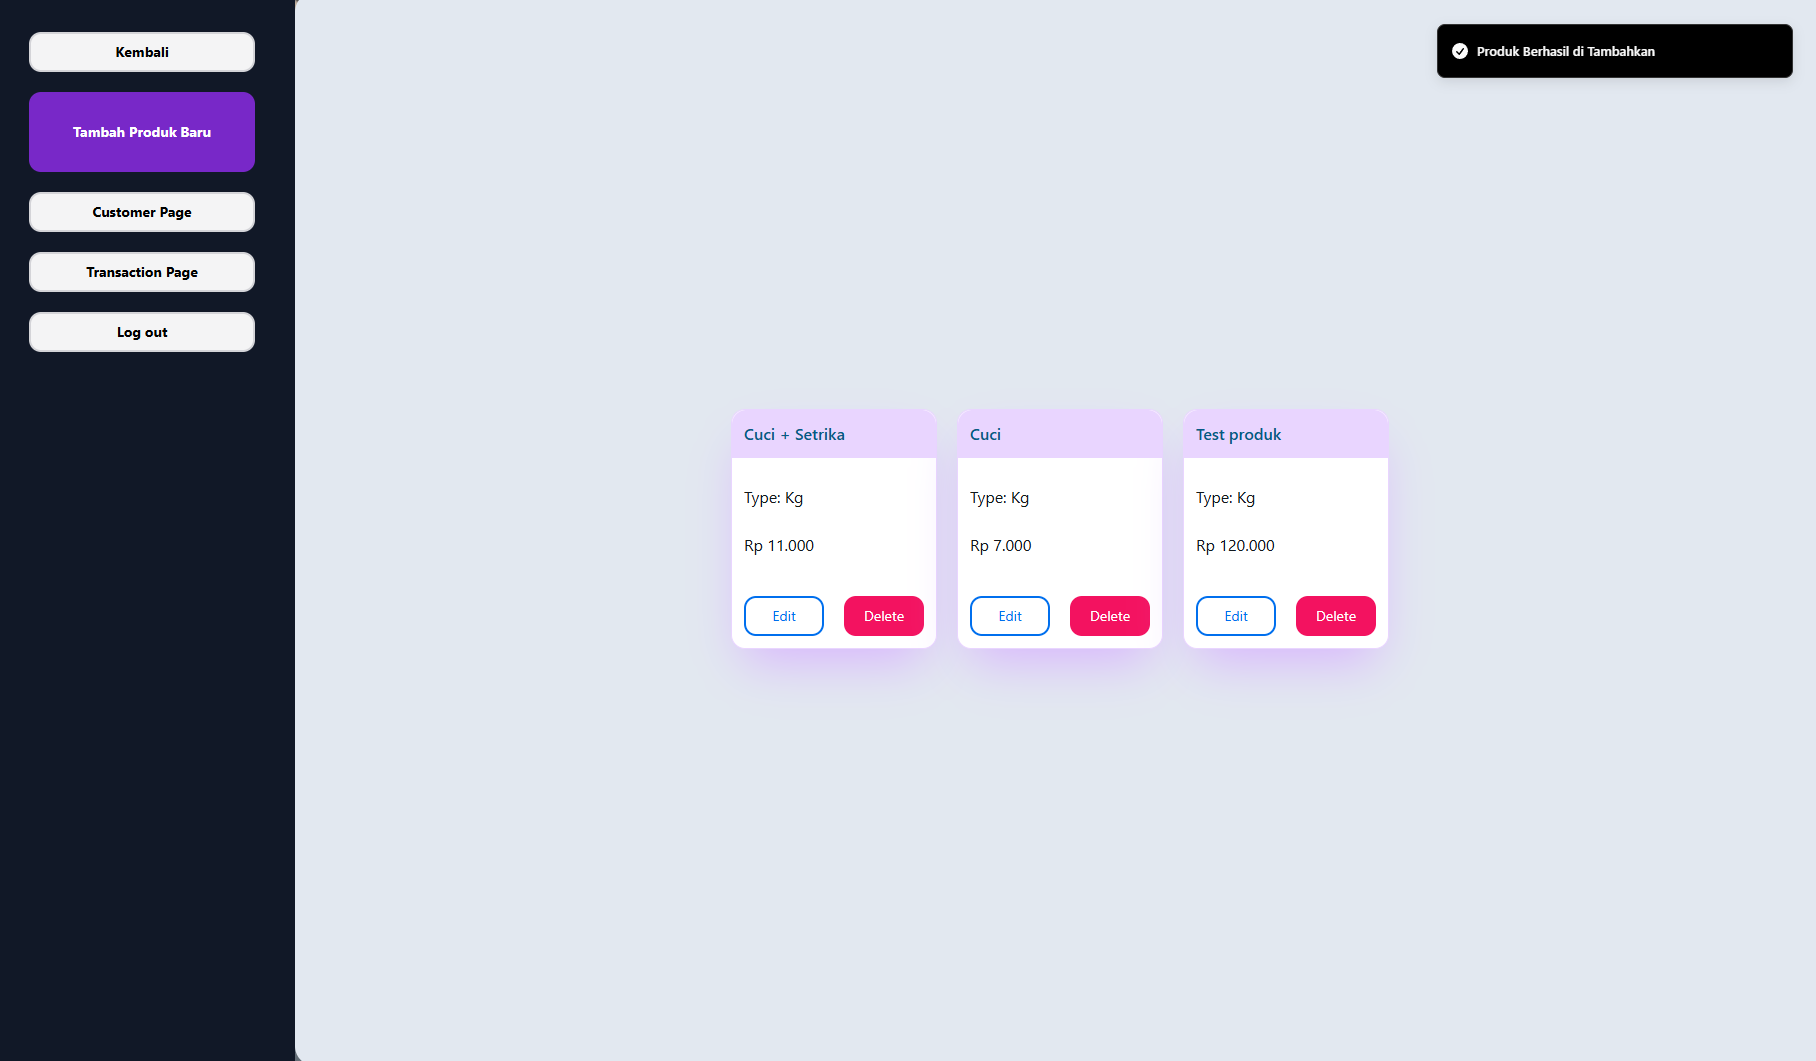 Kembali
Tambah Produk Baru
Customer Page
Transaction Page
Log out
Produk Berhasil di Tambahkan
Cuci + Setrika
Type: Kg
Rp 11.000
Edit
Delete
Cuci
Type: Kg
Rp 7.000
Edit
Delete
Test produk
Type: Kg
Rp 120.000
Edit
Delete